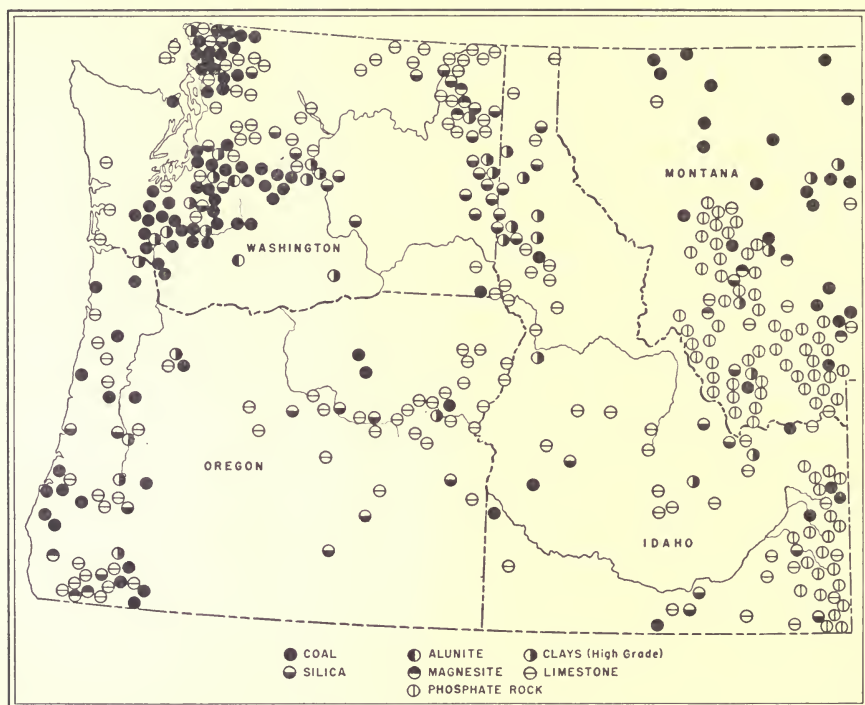 MONTANA
WASHINGTON
OREGON
IDAHO
COAL ALUNITE CLAYS (High Grade)
SILICA MAGNESITE LIMESTONE
PHOSPHATE ROCK